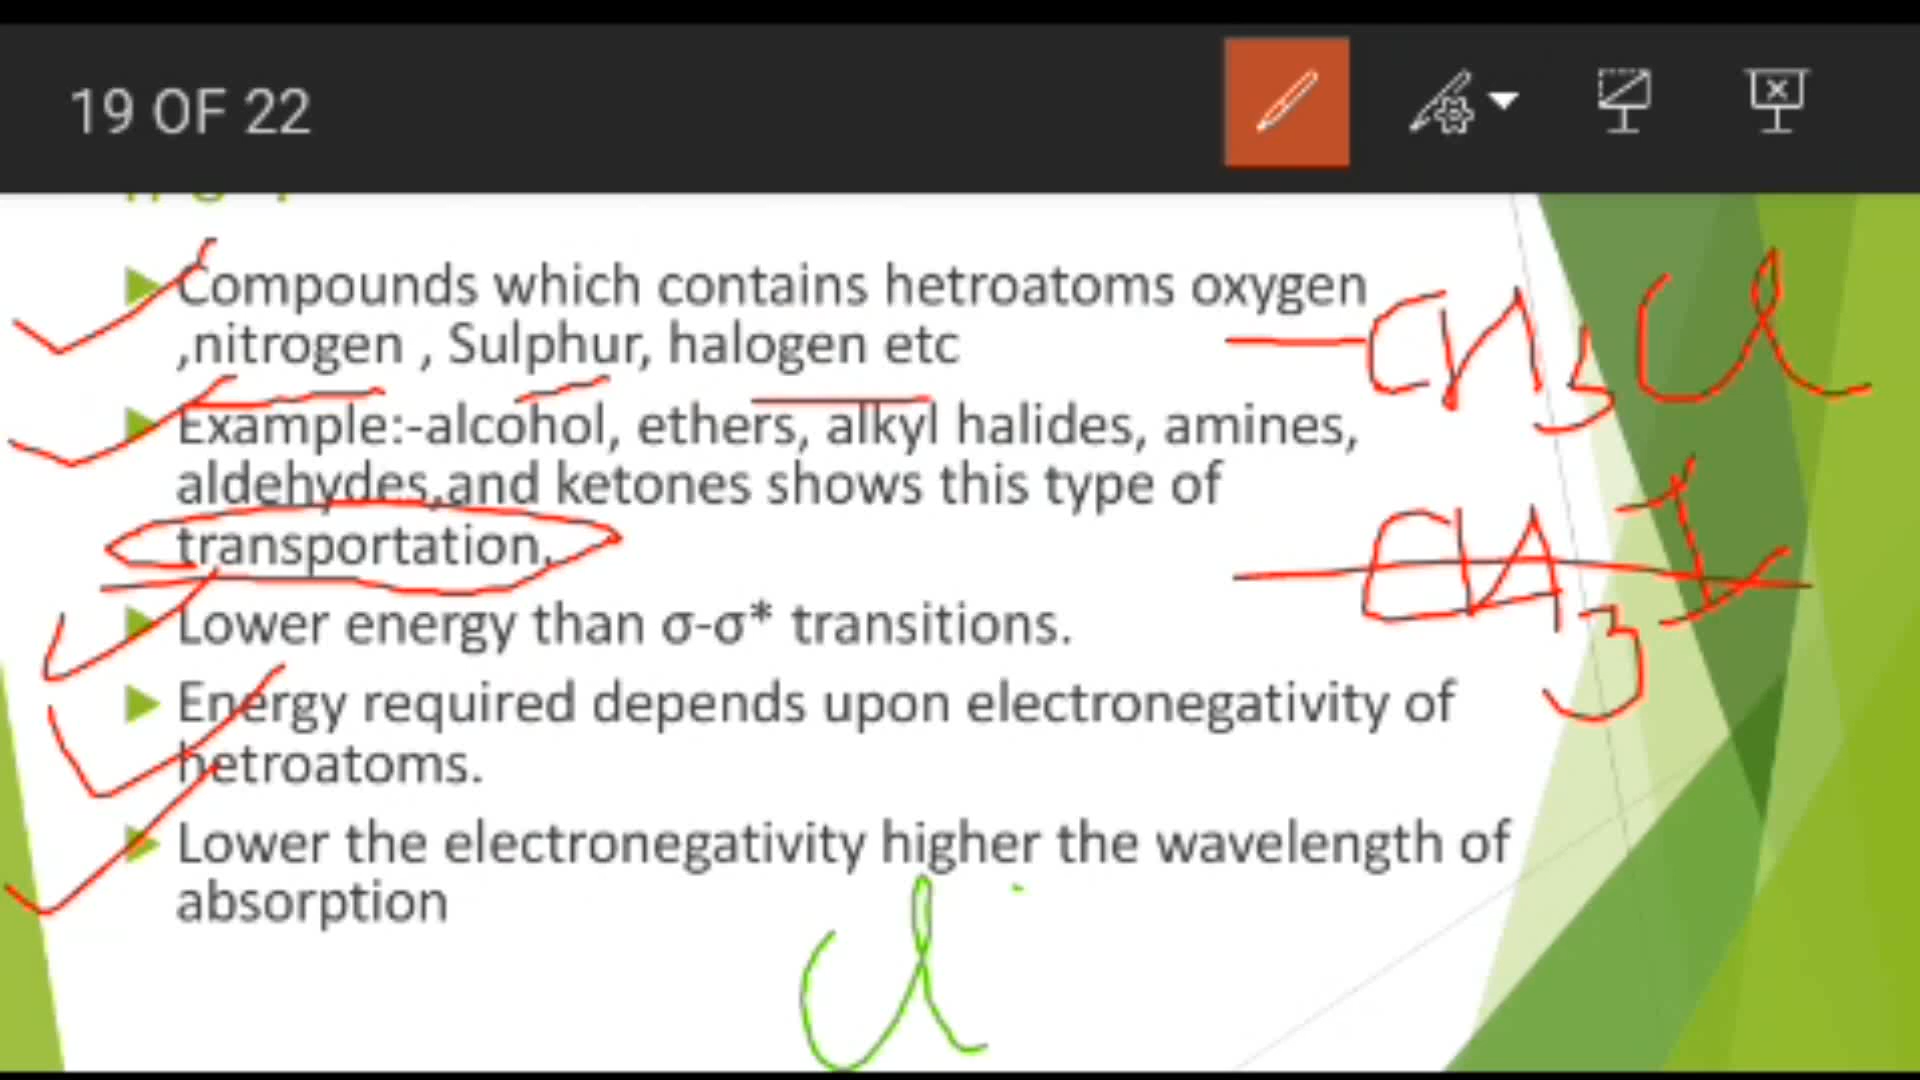 19 OF 22
Compounds which contains hetroatoms oxygen
,nitrogen , Sulphur, halogen etc
CH3Cl
Example:-alcohol, ethers, alkyl halides, amines,
aldehydes,and ketones shows this type of
transportation.
CH3I
Lower energy than σ-σ* transitions.
Energy required depends upon electronegativity of
hetroatoms.
Lower the electronegativity higher the wavelength of
absorption
Cl